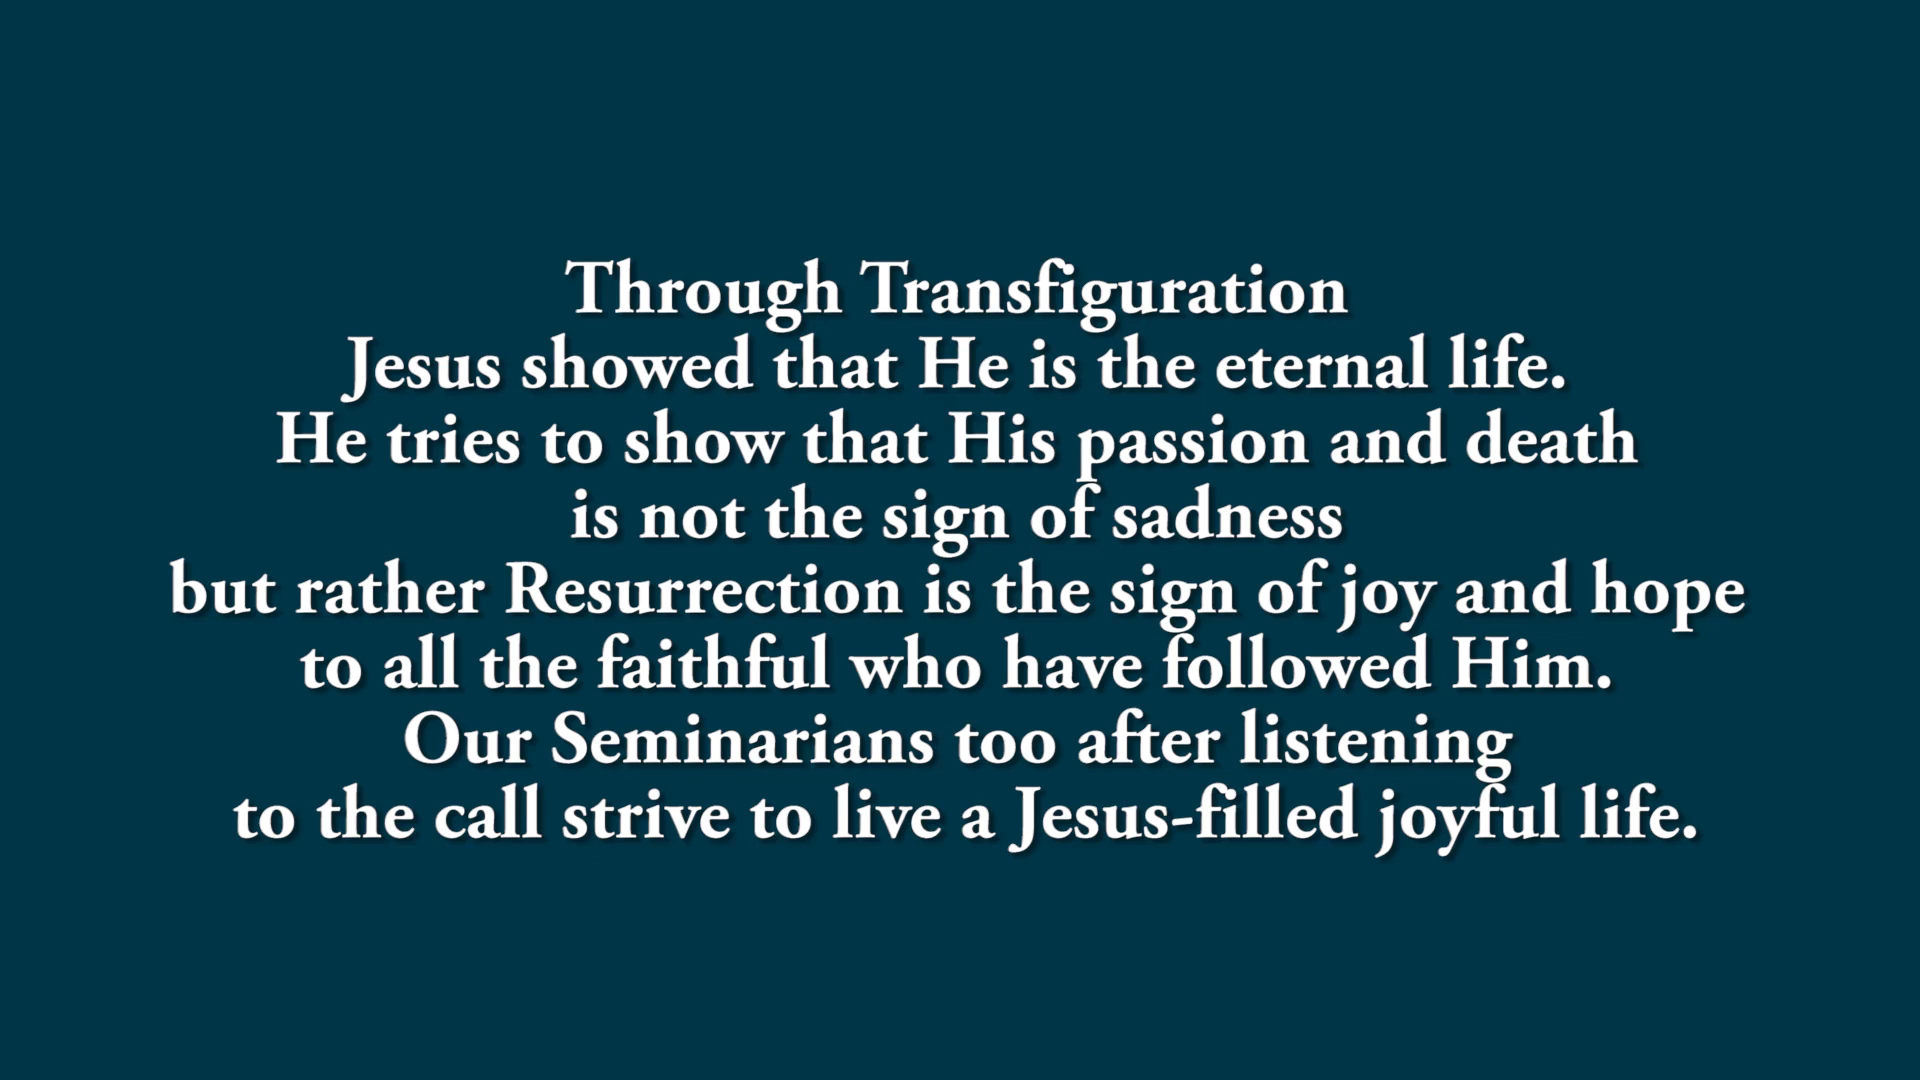 Through Transfiguration
Jesus showed that He is the eternal life.
He tries to show that His passion and death
is not the sign of sadness
but rather Resurrection is the sign of joy and hope
to all the faithful who have followed Him.
Our Seminarians too after listening
to the call strive to live a Jesus-filled joyful life.